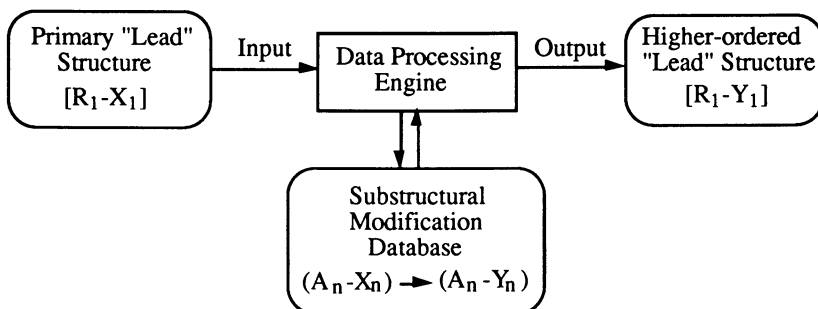 Primary "Lead"
Structure
[R₁-X₁]
Input
Data Processing
Engine
Output
Higher-ordered
"Lead" Structure
[R₁-Y₁]
Substructural
Modification
Database
(Aₙ-Xₙ) → (Aₙ-Yₙ)